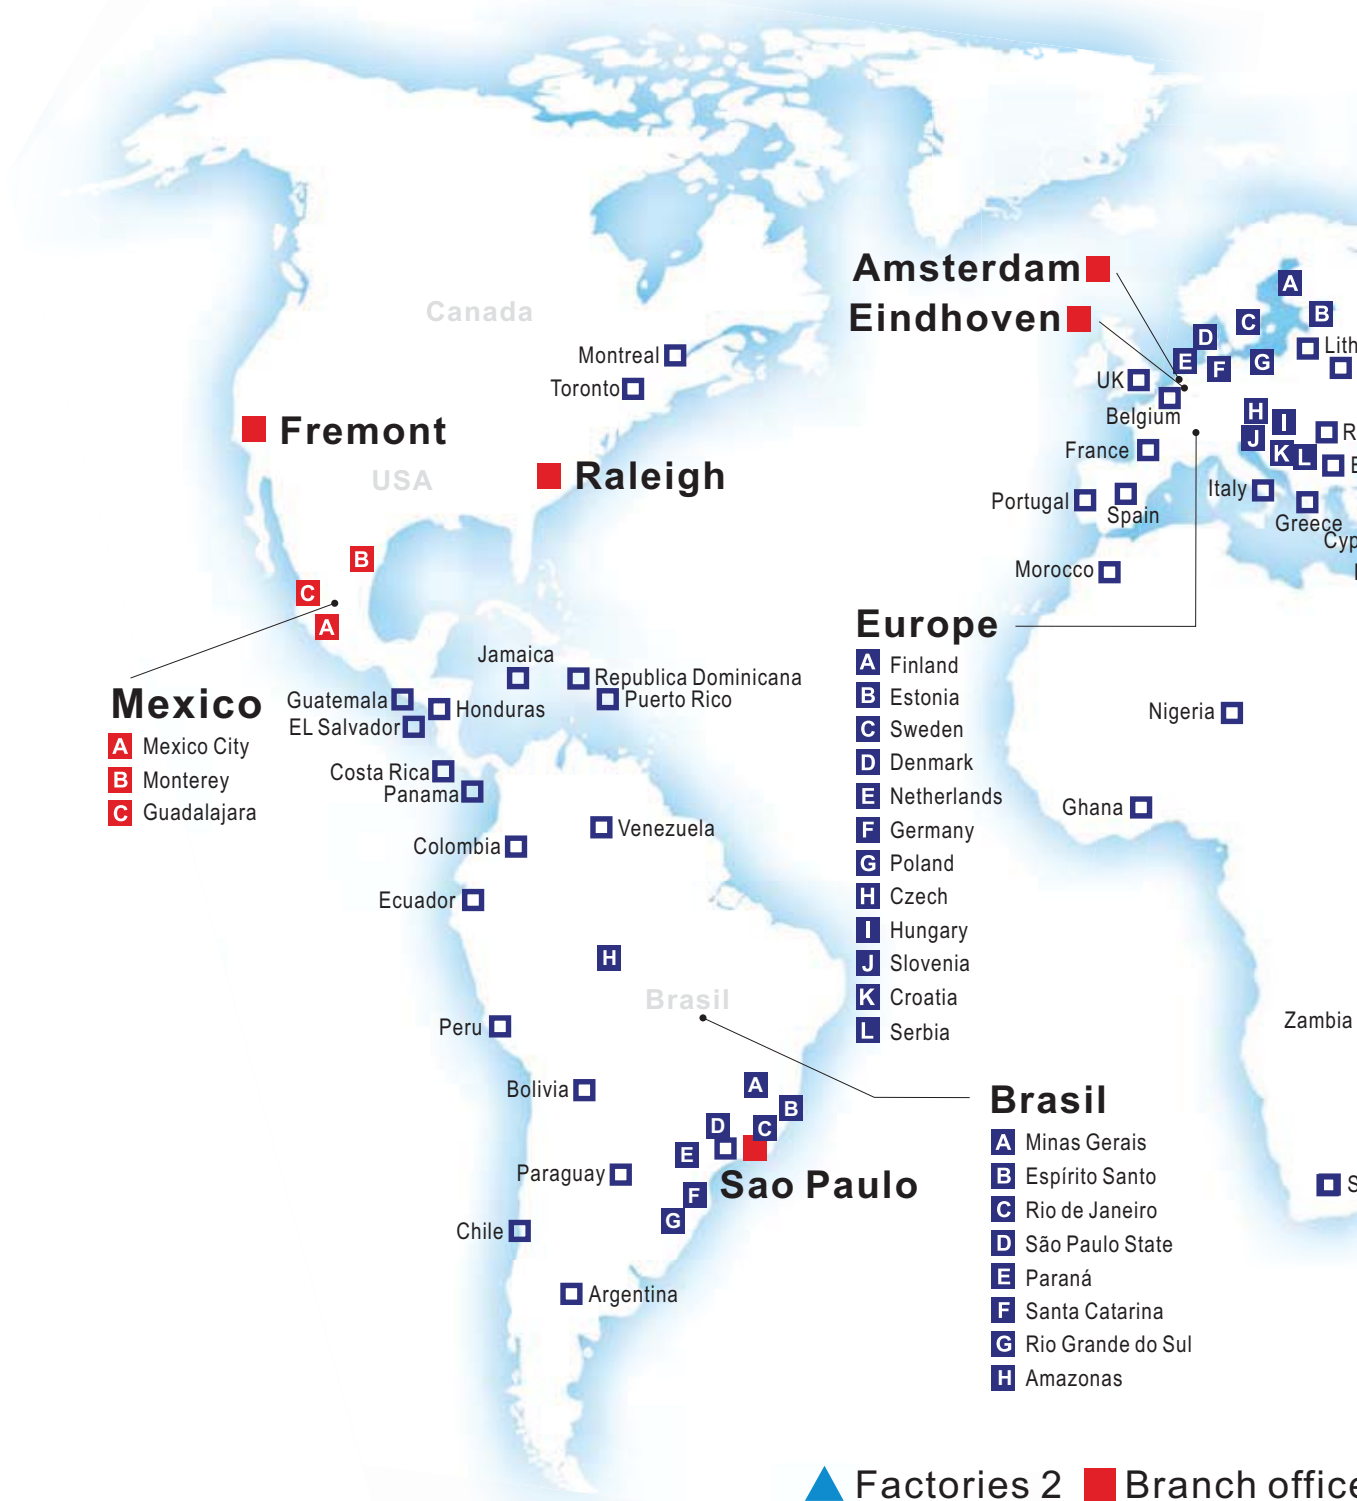 Canada
Montreal
Toronto
Fremont
USA
Raleigh
B
C
A
Mexico
A Mexico City
B Monterey
C Guadalajara
Jamaica
Republica Dominicana
Puerto Rico
Guatemala
Honduras
EL Salvador
Costa Rica
Panama
Venezuela
Colombia
Ecuador
H
Brasil
Peru
Bolivia
A
B
C
D
E
Sao Paulo
Paraguay
F
G
Chile
Argentina
Amsterdam
Eindhoven
A
B
C
D
E
F
G
Lith
UK
Belgium
H
I
J
K
L
R
E
France
Italy
Portugal
Spain
Greece
Cyp
Morocco
Europe
A Finland
B Estonia
C Sweden
D Denmark
E Netherlands
F Germany
G Poland
H Czech
I Hungary
J Slovenia
K Croatia
L Serbia
Nigeria
Ghana
Zambia
S
Brasil
A Minas Gerais
B Espírito Santo
C Rio de Janeiro
D São Paulo State
E Paraná
F Santa Catarina
G Rio Grande do Sul
H Amazonas
Factories 2 Branch office